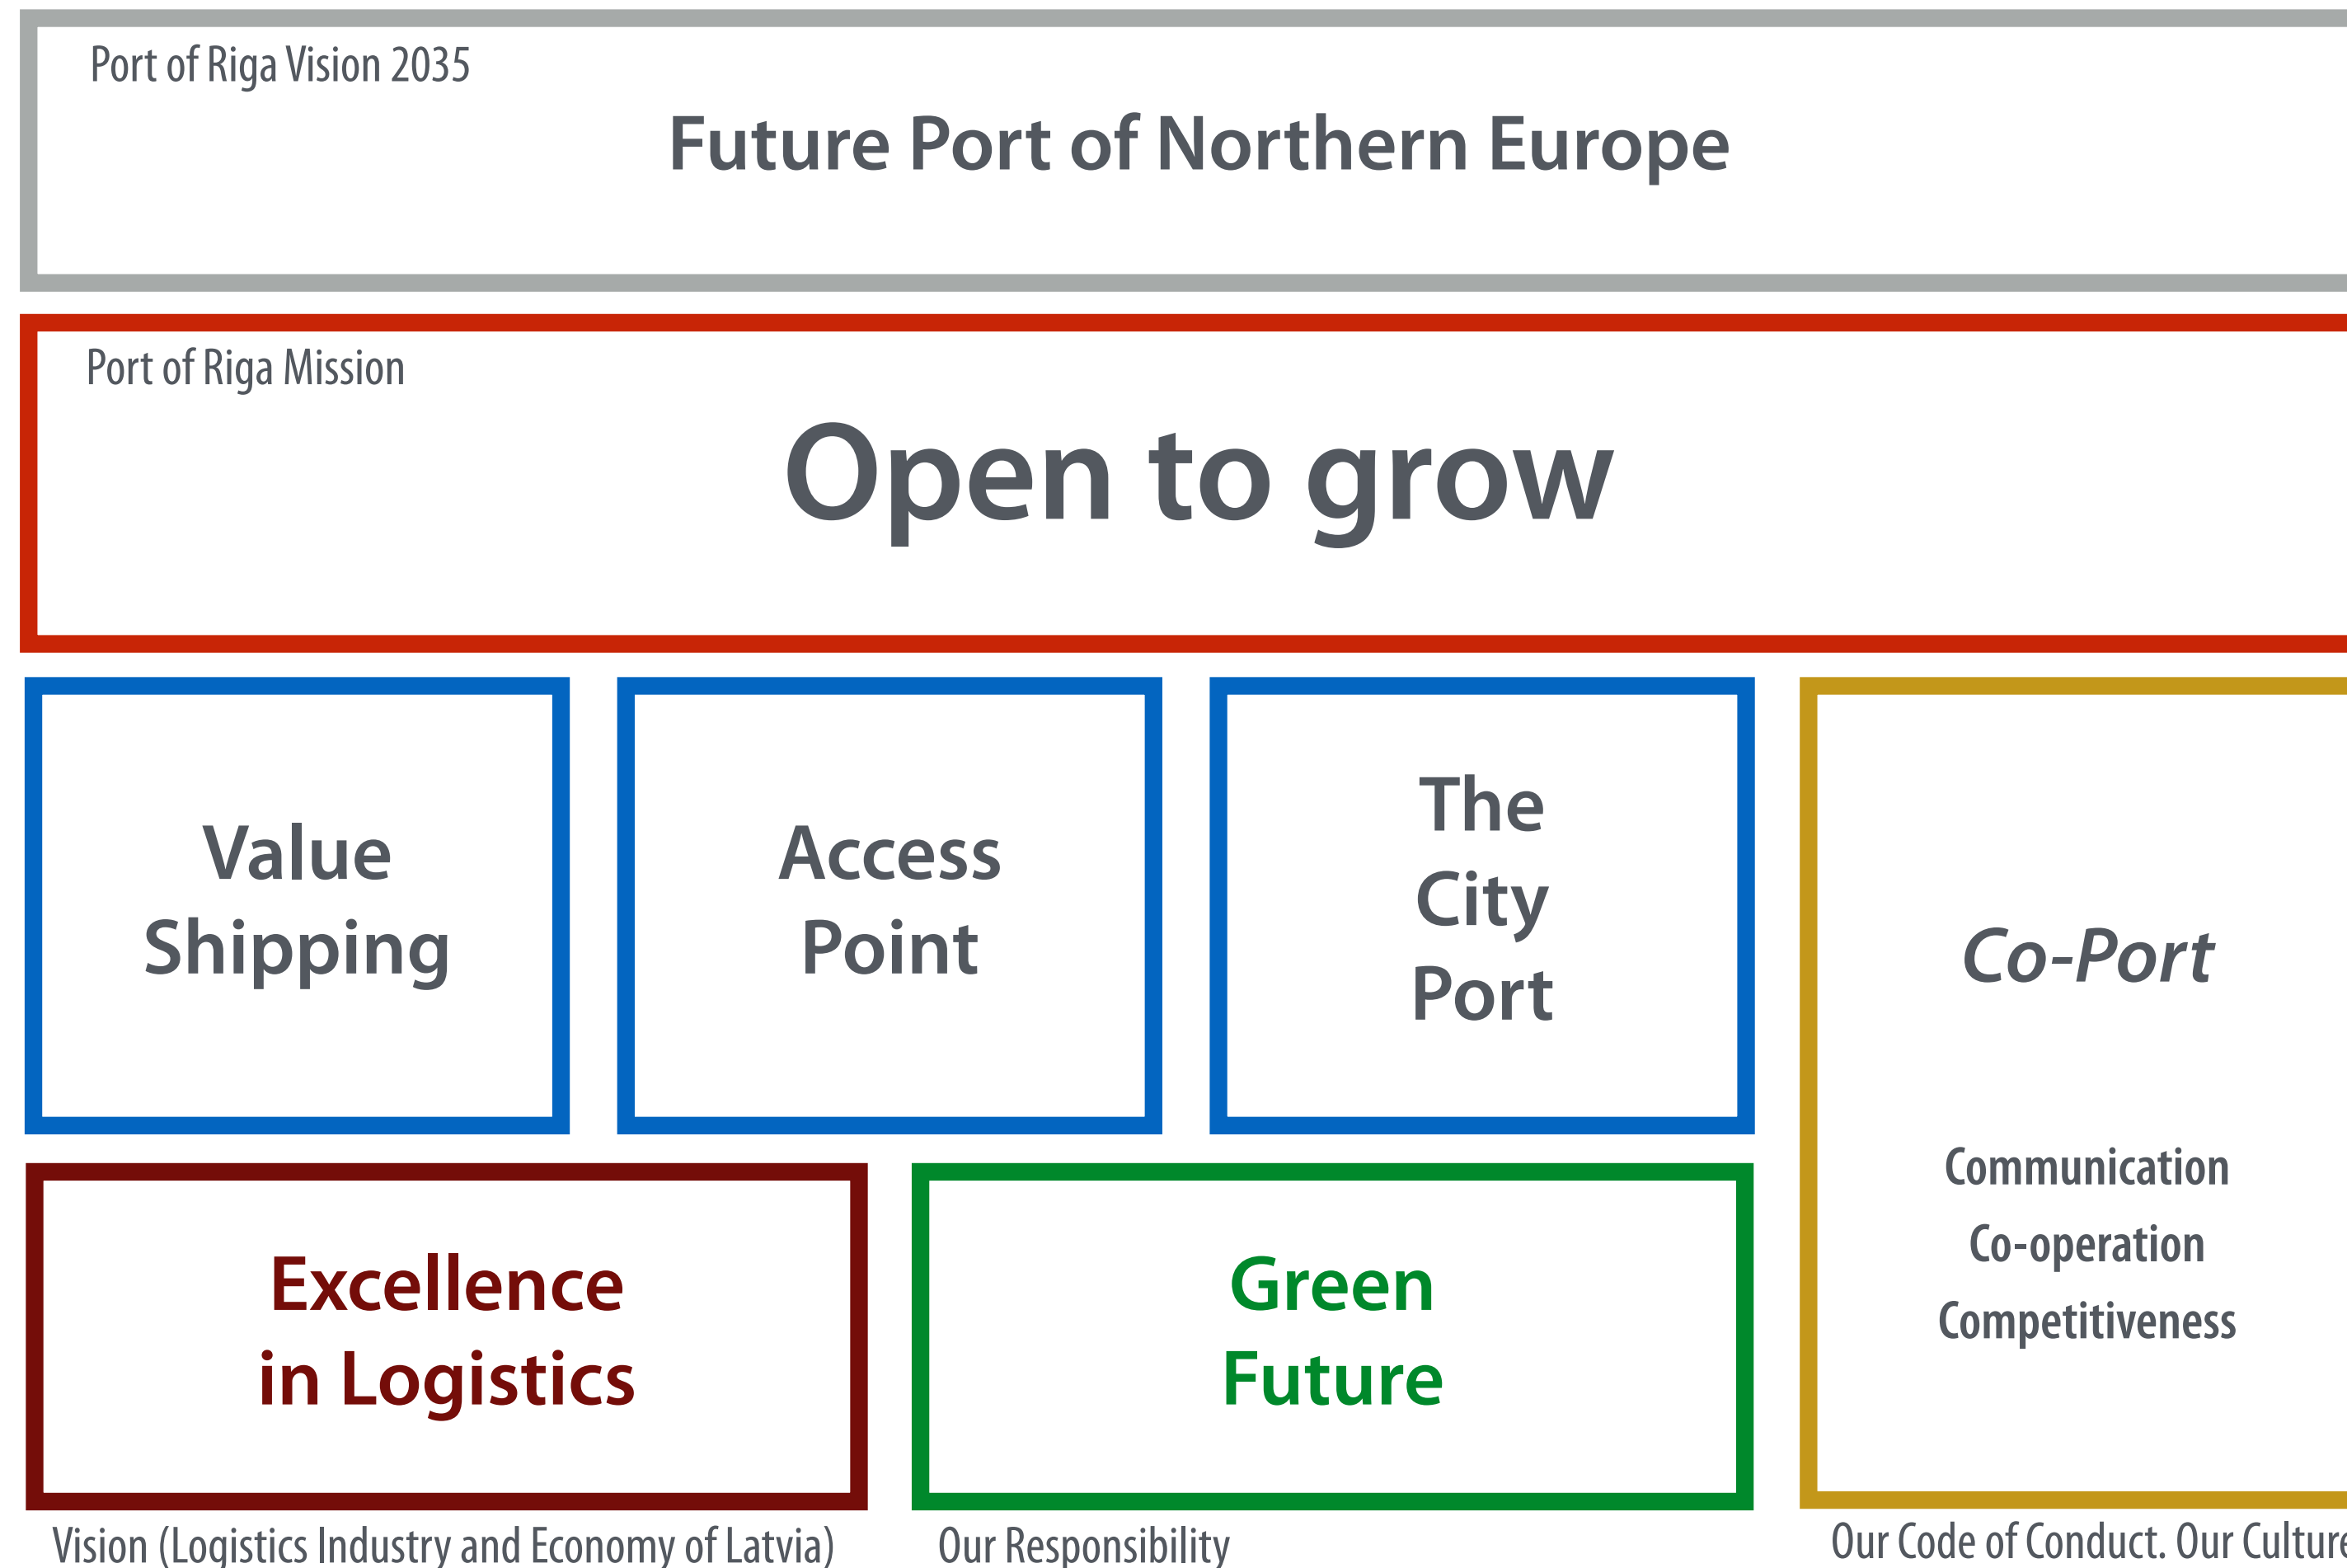 Port of Riga Vision 2035
Future Port of Northern Europe
Port of Riga Mission
Open to grow
Value
Shipping
Access
Point
The
City
Port
Co-Port
Communication
Co-operation
Competitiveness
Excellence
in Logistics
Green
Future
Vision (Logistics Industry and Economy of Latvia)
Our Responsibility
Our Code of Conduct. Our Culture